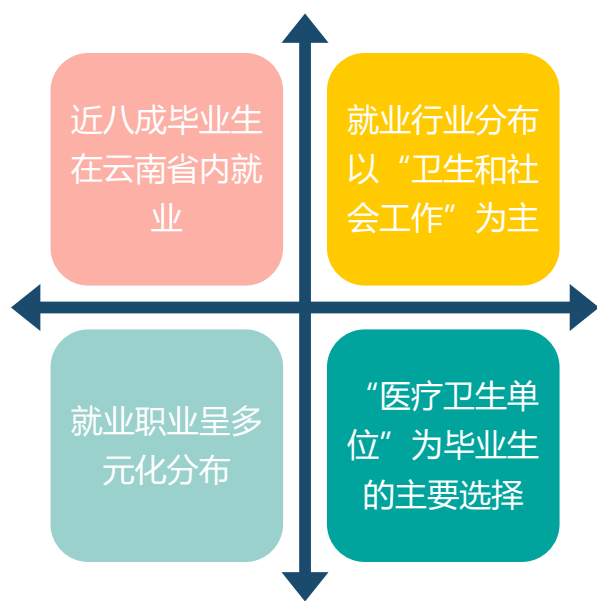 近八成毕业生
在云南省内就
业
就业行业分布
以“卫生和社
会工作”为主
就业职业呈多
元化分布
“医疗卫生单
位”为毕业生
的主要选择